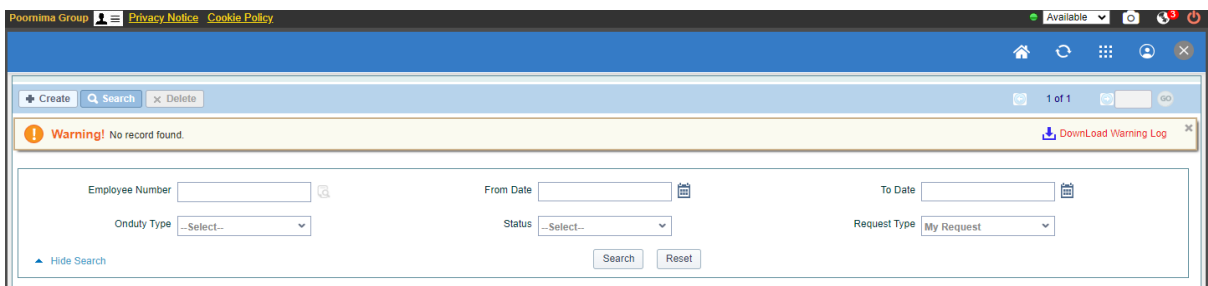 Poornima Group Privacy Notice Cookie Policy Available 3
Create Search Delete 1 of 1 GO
Warning! No record found. DownLoad Warning Log
Employee Number From Date To Date
Onduty Type --Select-- Status --Select-- Request Type My Request
Hide Search Search Reset